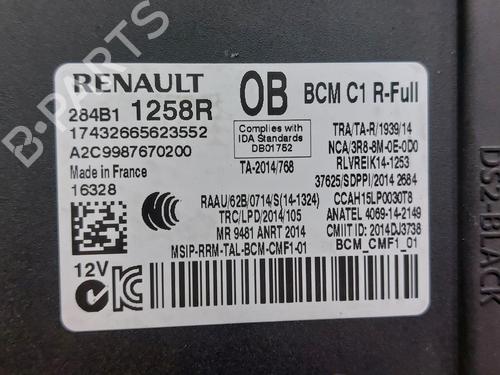 B-PARTS
RENAULT
284B1 1258R
17432665623552
A2C9987670200
Made in France
16328
OB
BCM C1 R-Full
Complies with
IDA Standards
DB01752
TA-2014/768
TRA/TA-R/1939/14
NCA/3R8-8M-0E-0D0
RLVREIK14-1253
37625/SDPPI/2014 2684
RAAU/62B/0714/S(14-1324)
CCAH15LP0030T8
TRC/LPD/2014/105
ANATEL 4069-14-2149
MR 9481 ANRT 2014
CMIIT ID: 2014DJ3738
MSIP-RRM-TAL-BCM-CMF1-01
BCM_CMF1_01
12V
DS2-BLACK